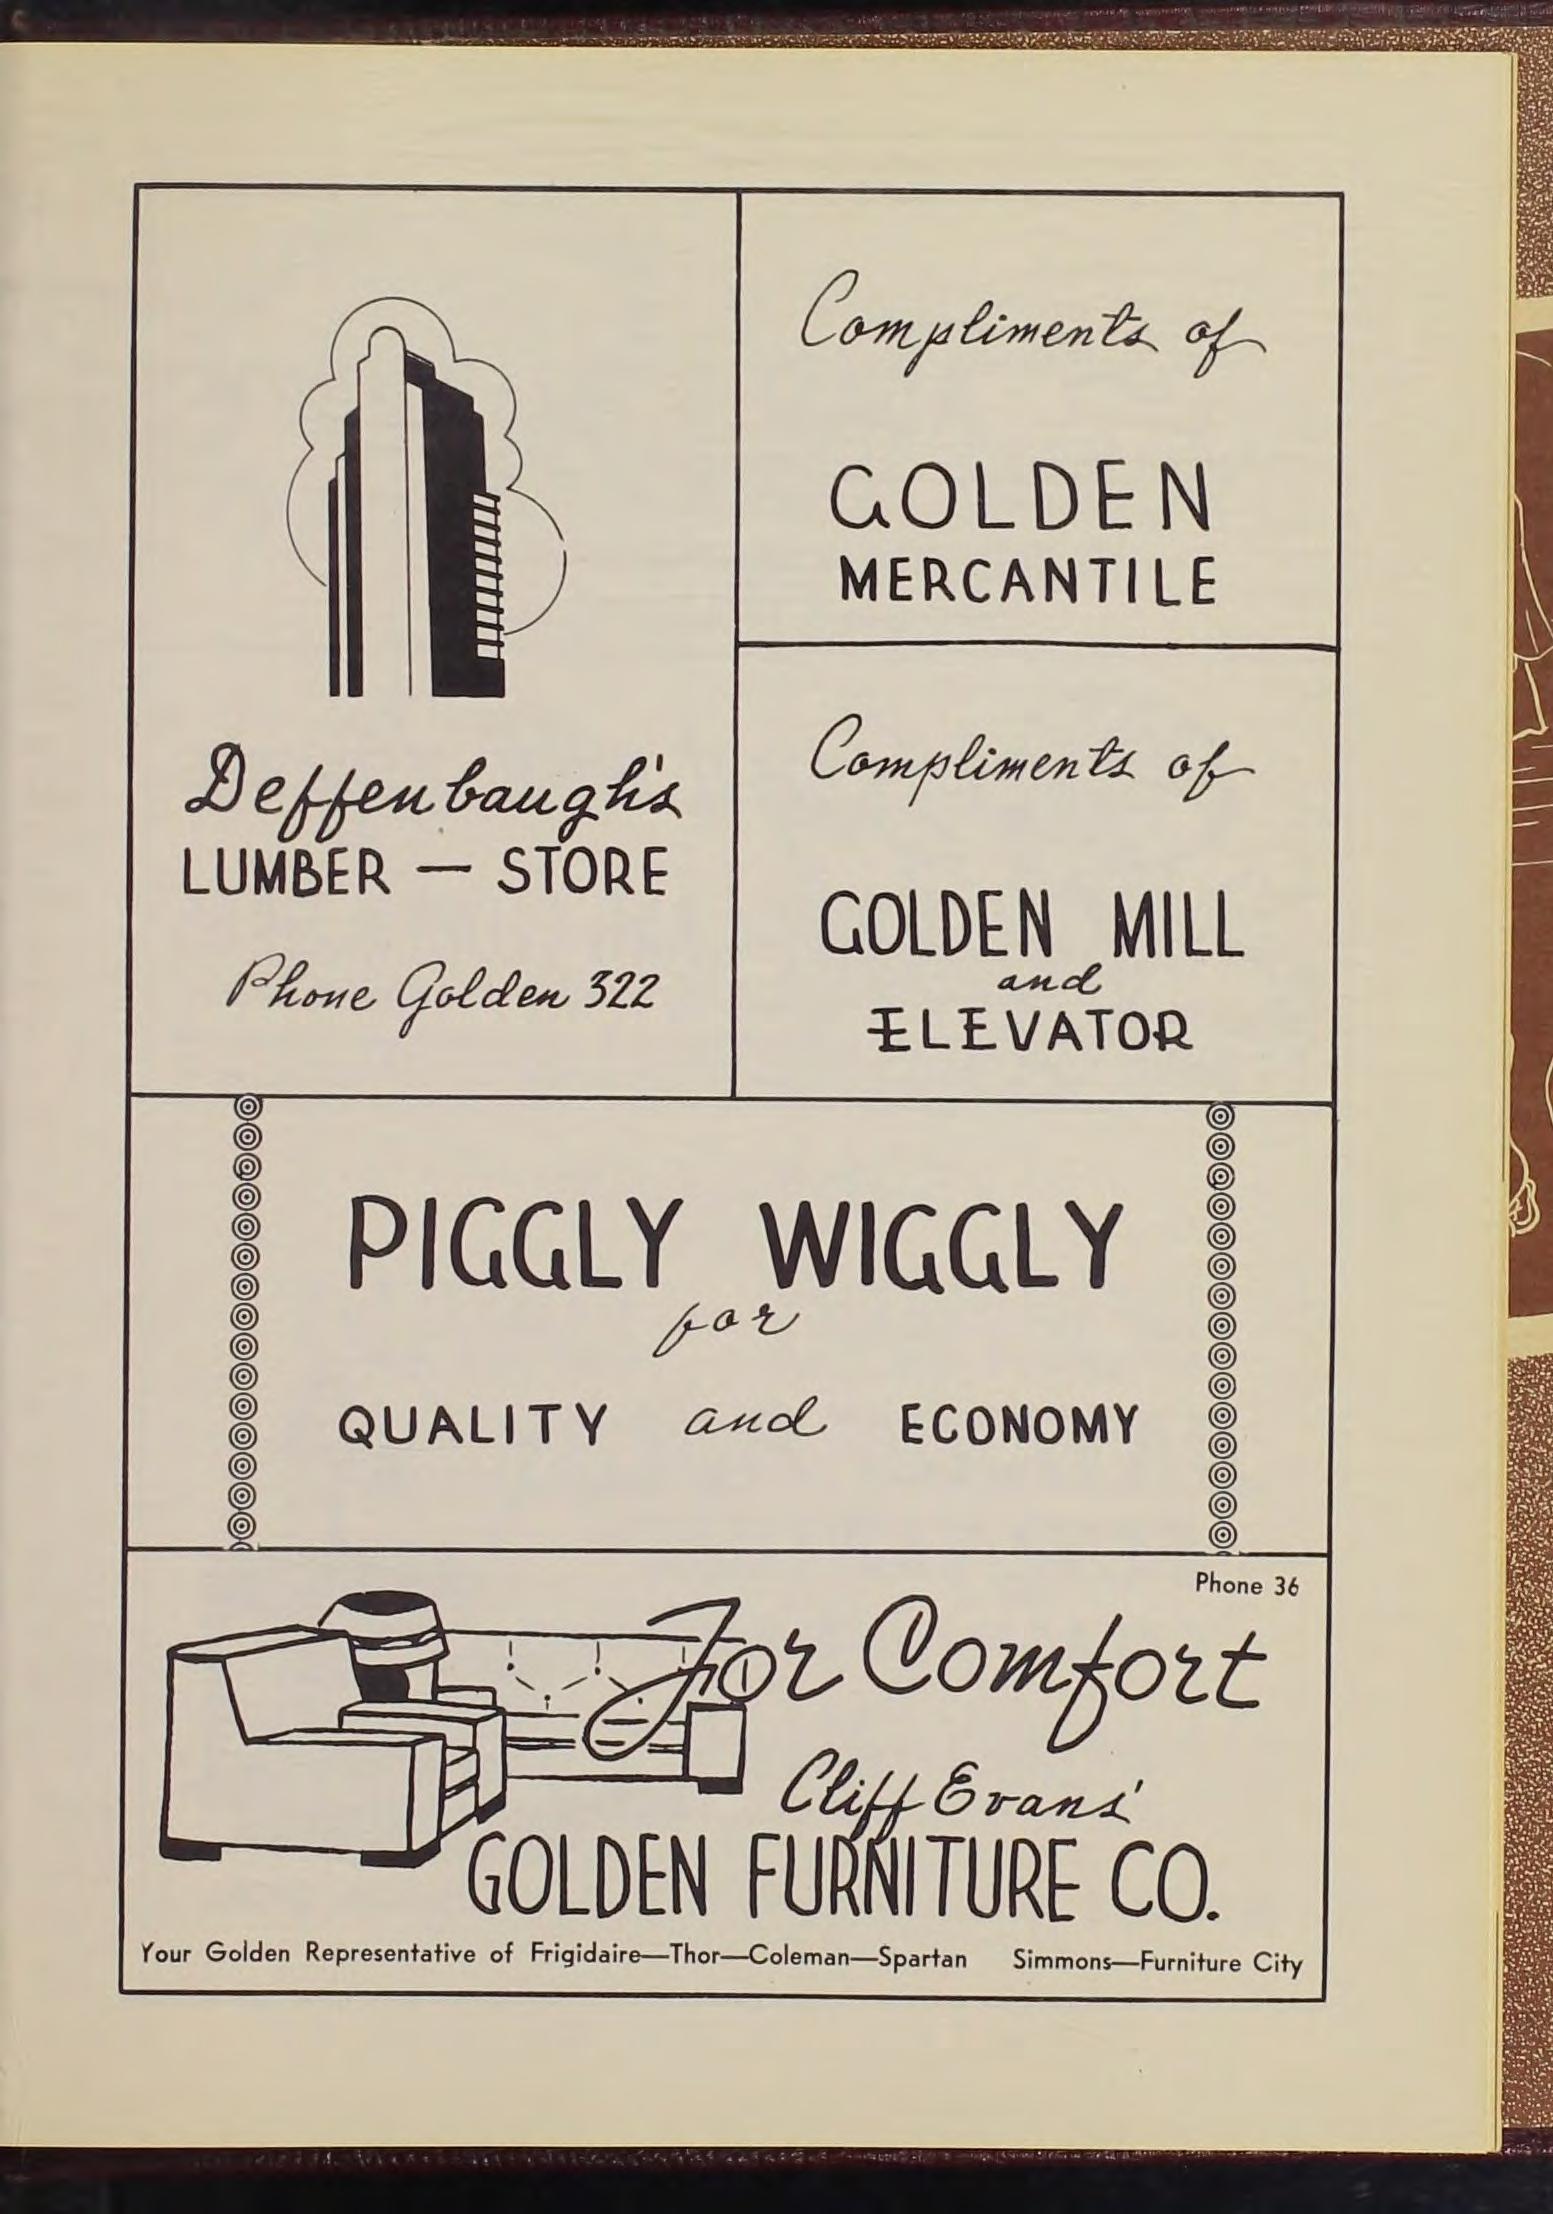 Deffenbaugh's
LUMBER — STORE
Phone Golden 322
Compliments of
GOLDEN
MERCANTILE
Compliments of
GOLDEN MILL
and
ELEVATOR
PIGGLY WIGGLY
for
QUALITY and ECONOMY
Phone 36
For Comfort
Cliff Evans'
GOLDEN FURNITURE CO.
Your Golden Representative of Frigidaire—Thor—Coleman—Spartan Simmons—Furniture City